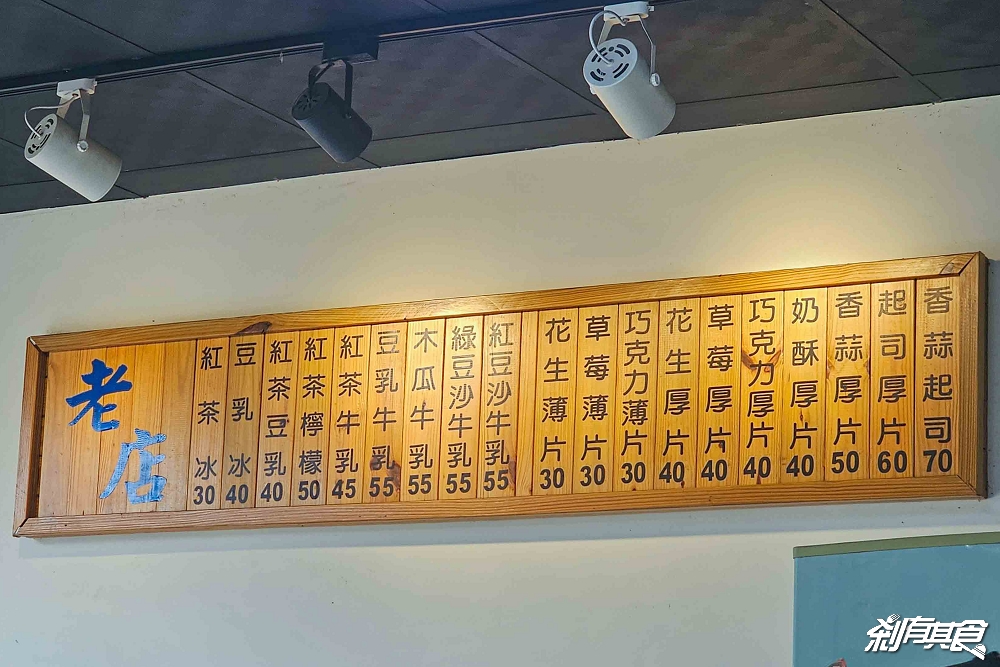 老店
紅茶冰30
豆乳冰40
紅茶豆乳40
紅茶檸檬50
紅茶牛乳45
豆乳牛乳55
木瓜牛乳55
綠豆沙牛乳55
紅豆沙牛乳55
花生薄片30
草莓薄片30
巧克力薄片30
花生厚片40
草莓厚片40
巧克力厚片40
奶酥厚片40
香蒜厚片50
起司厚片60
香蒜起司70
剎有其食